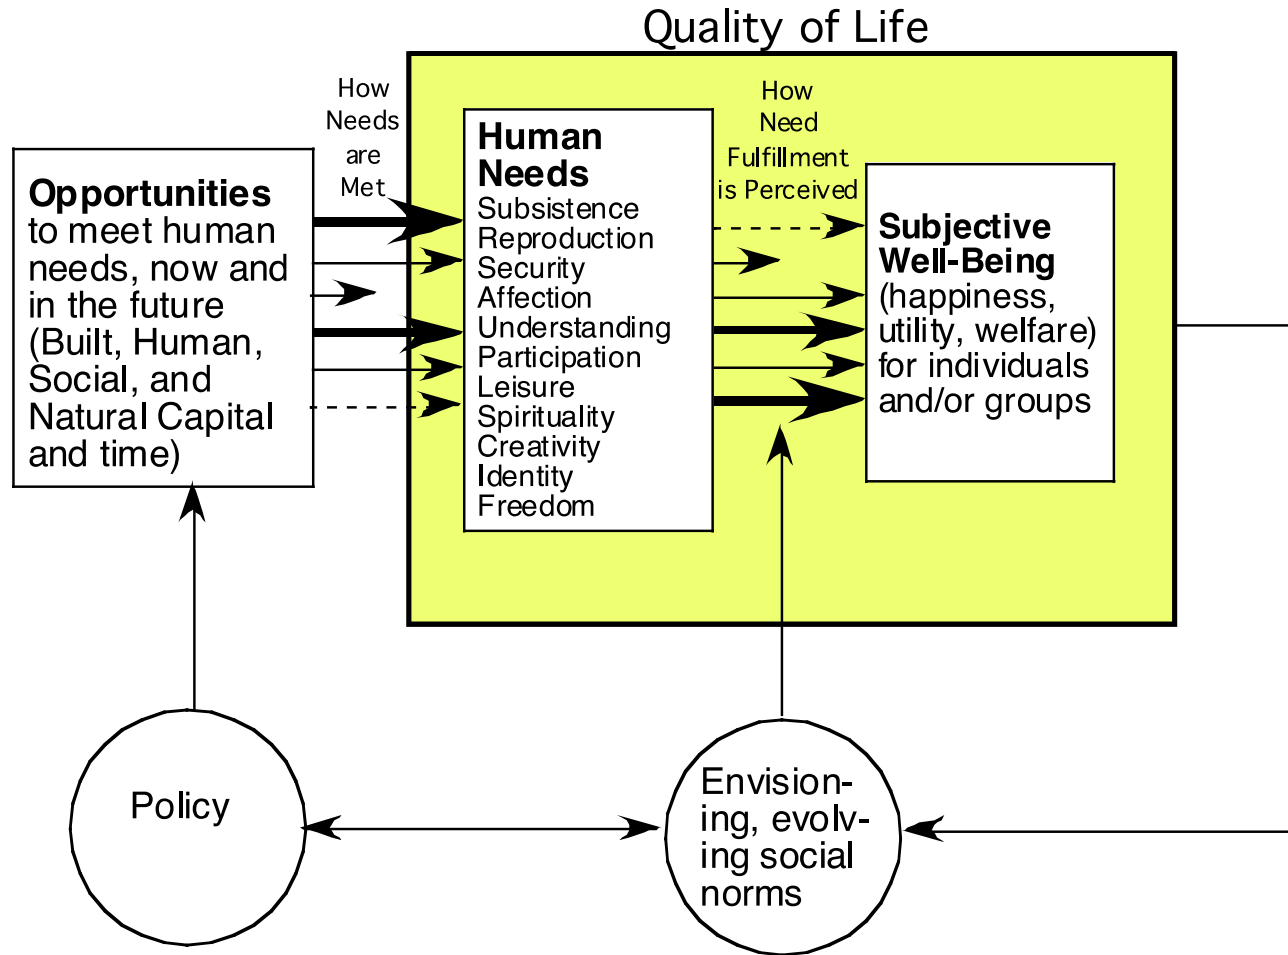 Quality of Life
How
Needs
are
Met
Opportunities
to meet human
needs, now and
in the future
(Built, Human,
Social, and
Natural Capital
and time)
Human
Needs
Subsistence
Reproduction
Security
Affection
Understanding
Participation
Leisure
Spirituality
Creativity
Identity
Freedom
How
Need
Fulfillment
is Perceived
Subjective
Well-Being
(happiness,
utility, welfare)
for individuals
and/or groups
Policy
Envision-
ing, evolv-
ing social
norms